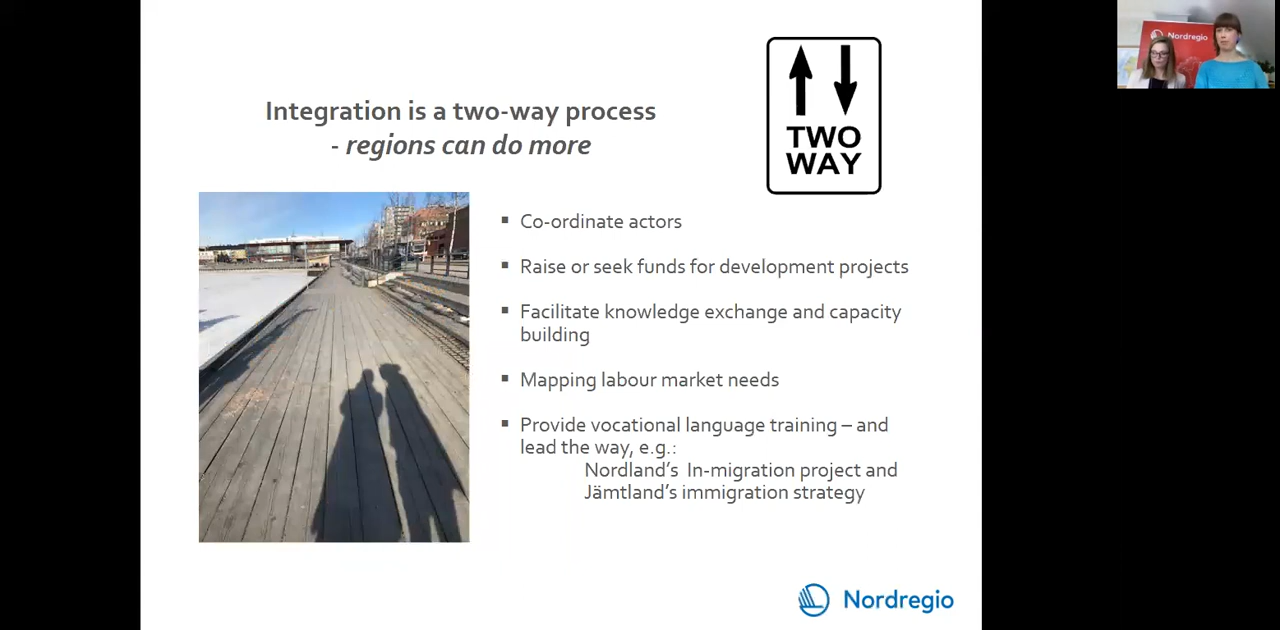 Integration is a two-way process
- regions can do more
TWO
WAY
▪ Co-ordinate actors
▪ Raise or seek funds for development projects
▪ Facilitate knowledge exchange and capacity
building
▪ Mapping labour market needs
▪ Provide vocational language training – and
lead the way, e.g.:
Nordland’s In-migration project and
Jämtland’s immigration strategy
Nordregio
Nordregio